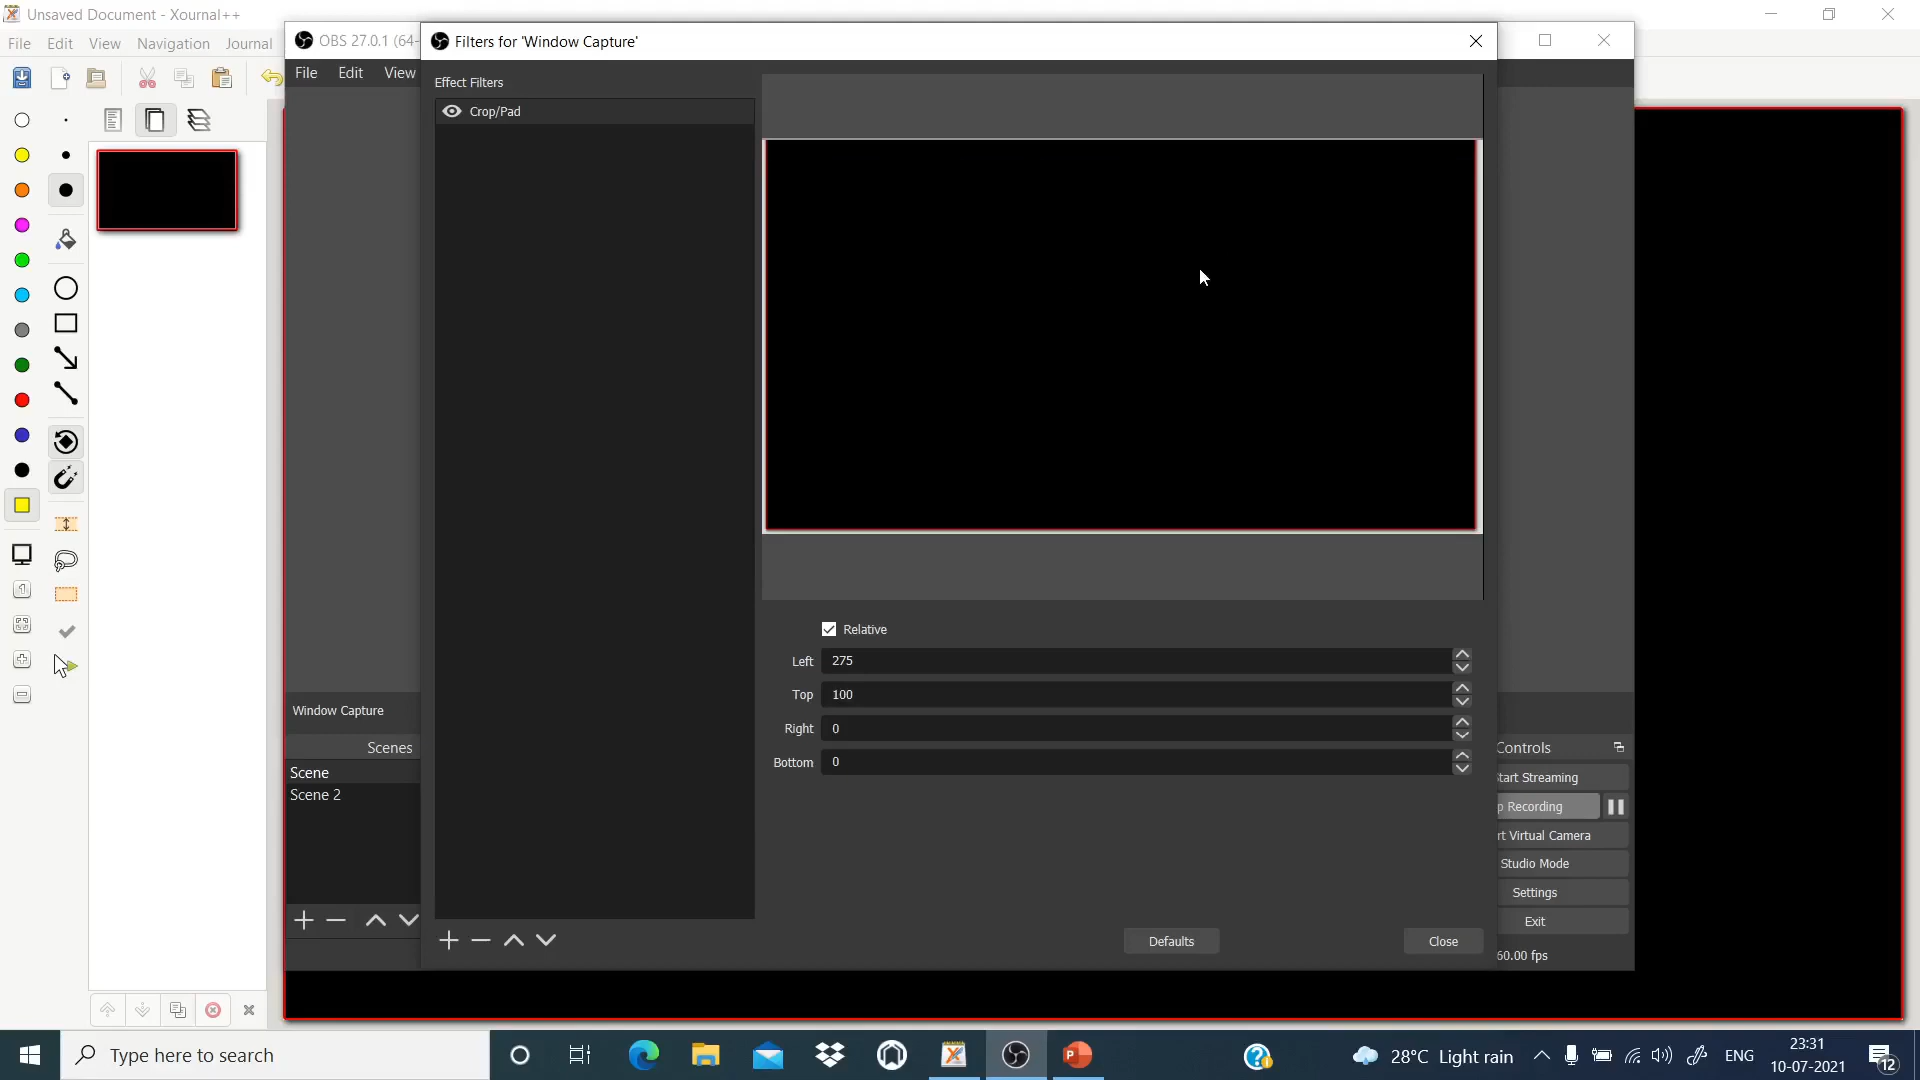 Unsaved Document - Xournal++
File Edit View Navigation Journal
OBS 27.0.1 (64-
File Edit View
Filters for 'Window Capture'
Effect Filters
Crop/Pad
Relative
Left 275
Top 100
Right 0
Bottom 0
Defaults Close
Window Capture
Scenes
Scene
Scene 2
Controls
tart Streaming
p Recording
rt Virtual Camera
Studio Mode
Settings
Exit
60.00 fps
Type here to search
28°C Light rain
ENG
23:31
10-07-2021
12